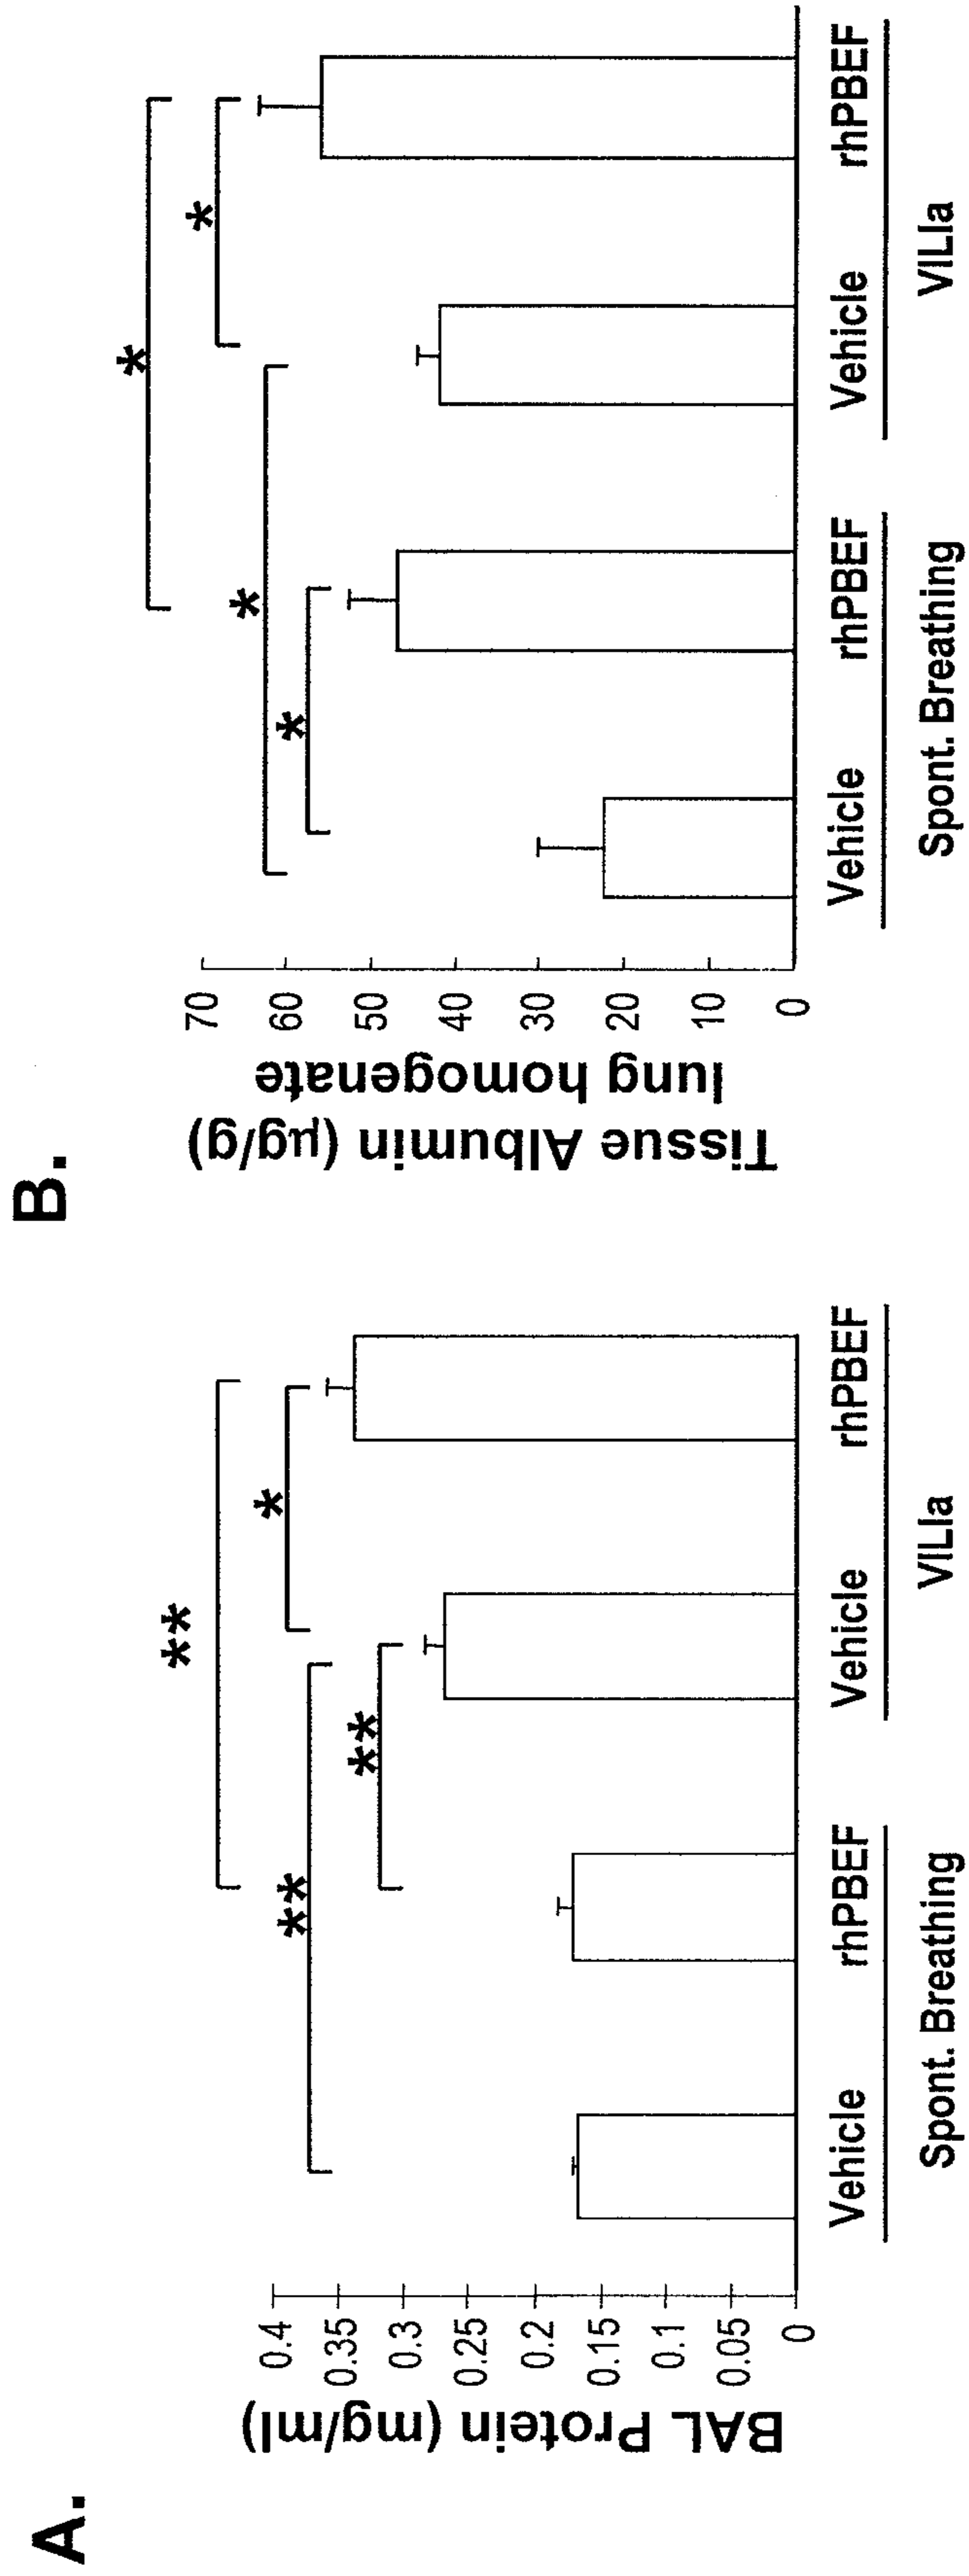 A.
BAL Protein (mg/ml)
0.4
0.35
0.3
0.25
0.2
0.15
0.1
0.05
0
**
**
**
*
Vehicle rhPBEF Vehicle rhPBEF
Spont. Breathing VILIa
B.
Tissue Albumin (µg/g)
lung homogenate
70
60
50
40
30
20
10
0
*
*
*
*
Vehicle rhPBEF Vehicle rhPBEF
Spont. Breathing VILIa